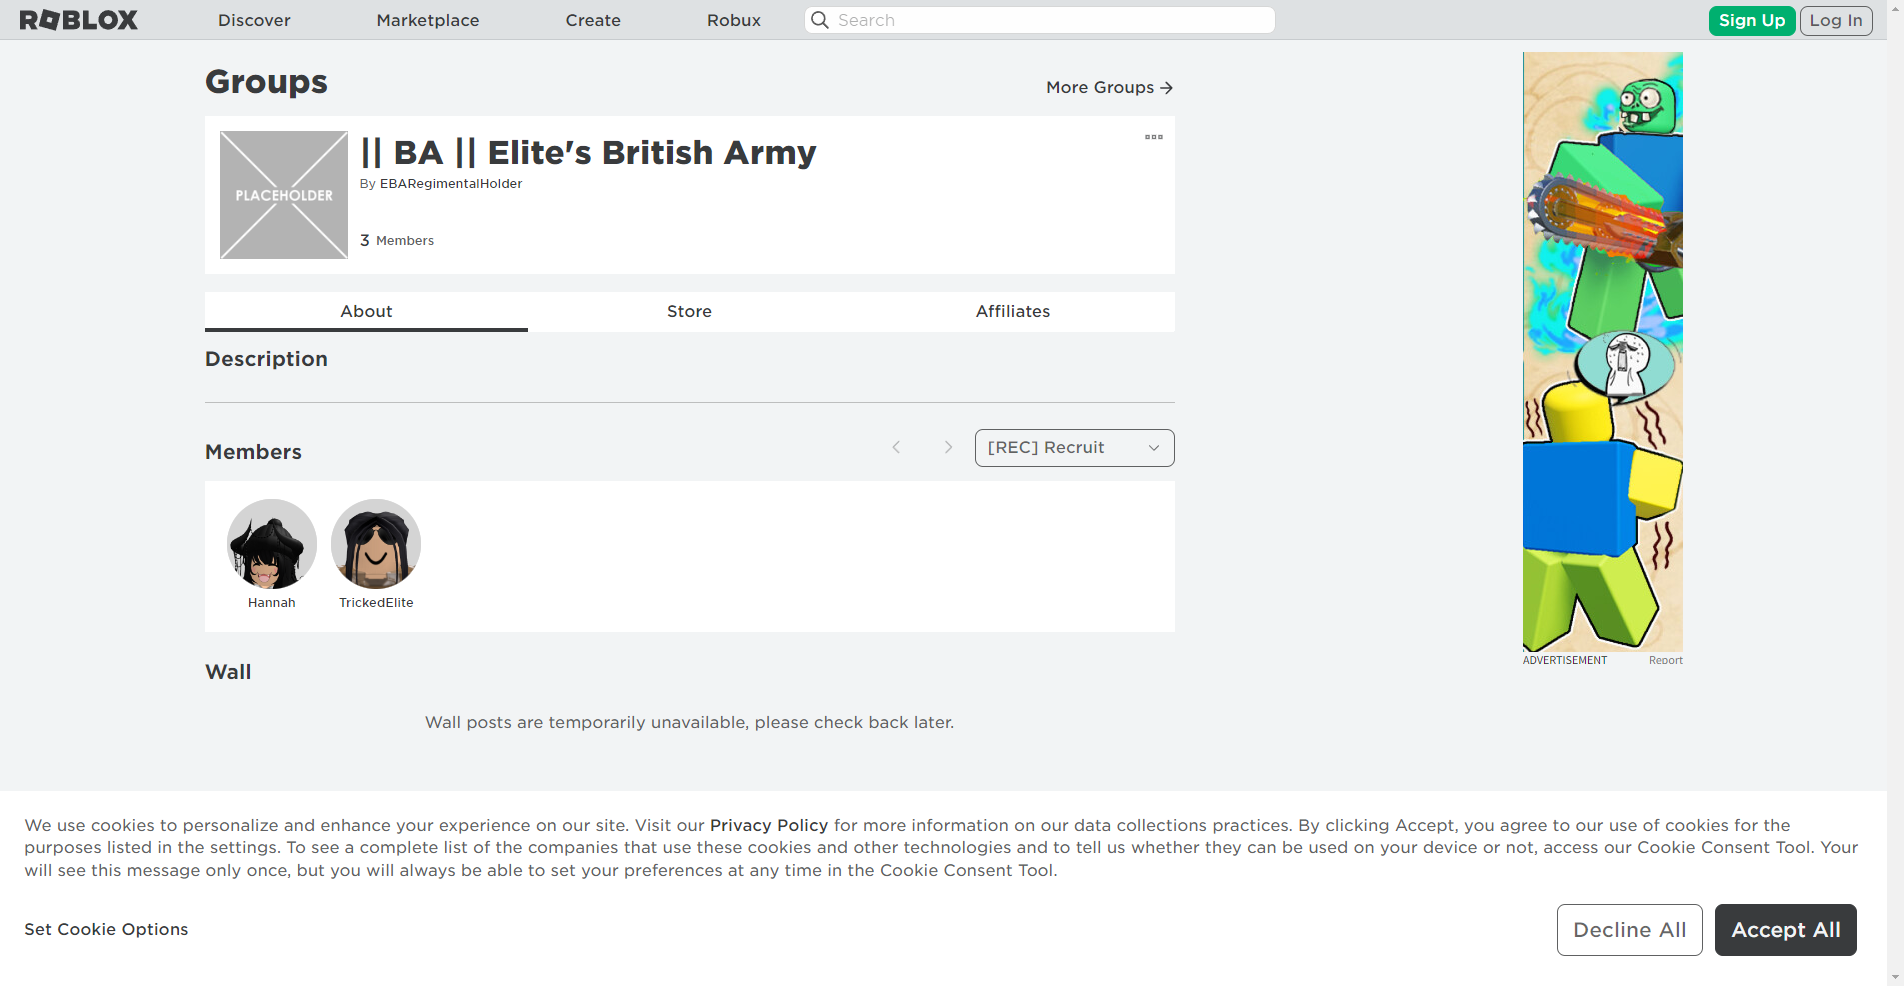 ROBLOX
Discover
Marketplace
Create
Robux
Search
Sign Up
Log In
Groups
More Groups
PLACEHOLDER
|| BA || Elite's British Army
By EBARegimentalHolder
3 Members
About
Store
Affiliates
Description
Members
[REC] Recruit
Hannah
TrickedElite
Wall
Wall posts are temporarily unavailable, please check back later.
ADVERTISEMENT
Report
We use cookies to personalize and enhance your experience on our site. Visit our Privacy Policy for more information on our data collections practices. By clicking Accept, you agree to our use of cookies for the
purposes listed in the settings. To see a complete list of the companies that use these cookies and other technologies and to tell us whether they can be used on your device or not, access our Cookie Consent Tool. Your
will see this message only once, but you will always be able to set your preferences at any time in the Cookie Consent Tool.
Set Cookie Options
Decline All
Accept All